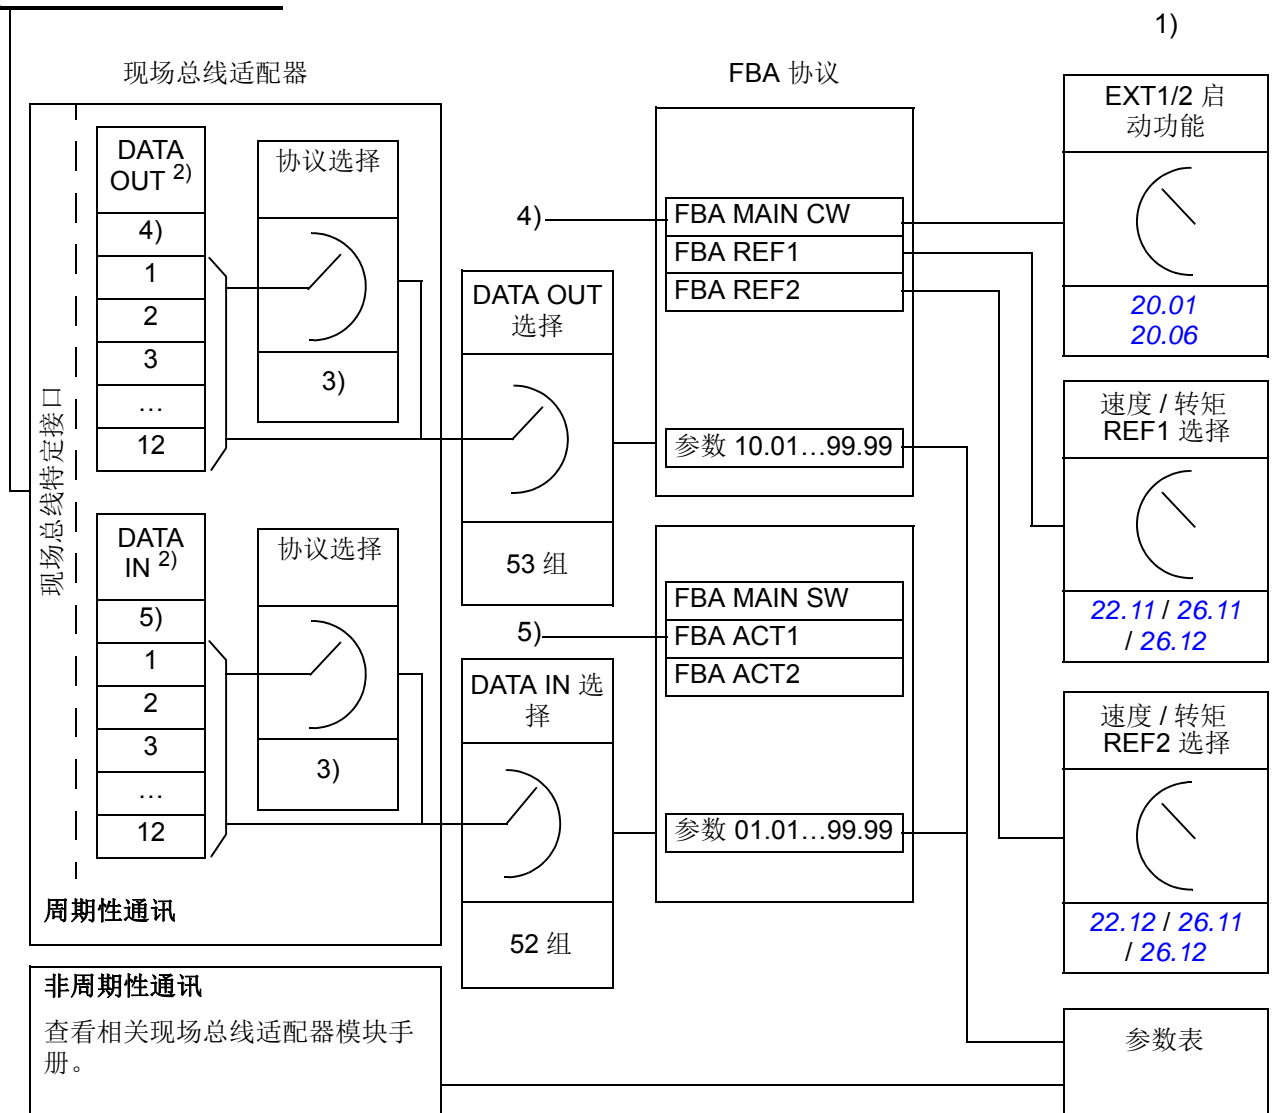 1)
现场总线适配器
FBA 协议
现场总线特定接口
DATA
OUT 2)
4)
1
2
3
…
12
协议选择
3)
DATA
IN 2)
5)
1
2
3
…
12
协议选择
3)
周期性通讯
DATA OUT
选择
53 组
DATA IN 选
择
52 组
4)
FBA MAIN CW
FBA REF1
FBA REF2
参数 10.01…99.99
5)
FBA MAIN SW
FBA ACT1
FBA ACT2
参数 01.01…99.99
EXT1/2 启
动功能
20.01
20.06
速度 / 转矩
REF1 选择
22.11 / 26.11
/ 26.12
速度 / 转矩
REF2 选择
22.12 / 26.11
/ 26.12
非周期性通讯
查看相关现场总线适配器模块手
册。
参数表